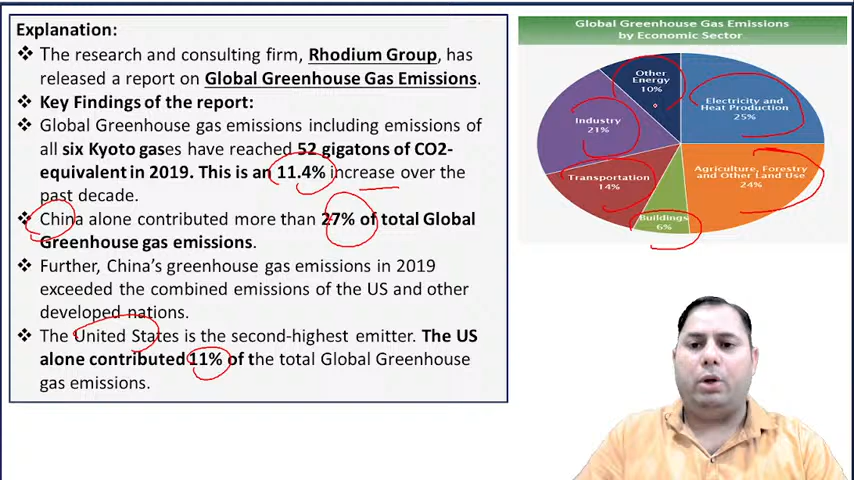 Explanation:
❖ The research and consulting firm, Rhodium Group, has
released a report on Global Greenhouse Gas Emissions.
❖ Key Findings of the report:
❖ Global Greenhouse gas emissions including emissions of
all six Kyoto gases have reached 52 gigatons of CO2-
equivalent in 2019. This is an 11.4% increase over the
past decade.
❖ China alone contributed more than 27% of total Global
Greenhouse gas emissions.
❖ Further, China's greenhouse gas emissions in 2019
exceeded the combined emissions of the US and other
developed nations.
❖ The United States is the second-highest emitter. The US
alone contributed 11% of the total Global Greenhouse
gas emissions.
Global Greenhouse Gas Emissions
by Economic Sector
Other
Energy
10%
Electricity and
Heat Production
25%
Industry
21%
Agriculture, Forestry
and Other Land Use
24%
Transportation
14%
Buildings
6%